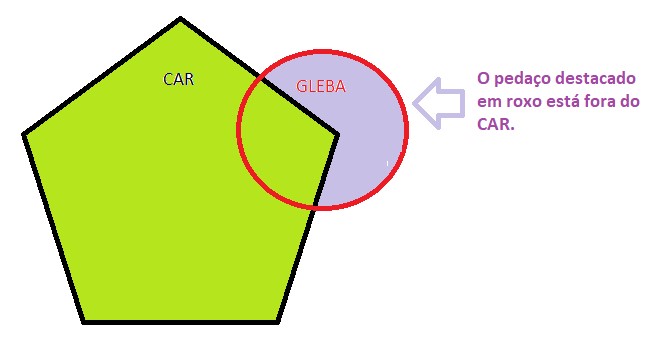 CAR
GLEBA
O pedaço destacado
em roxo está fora do
CAR.